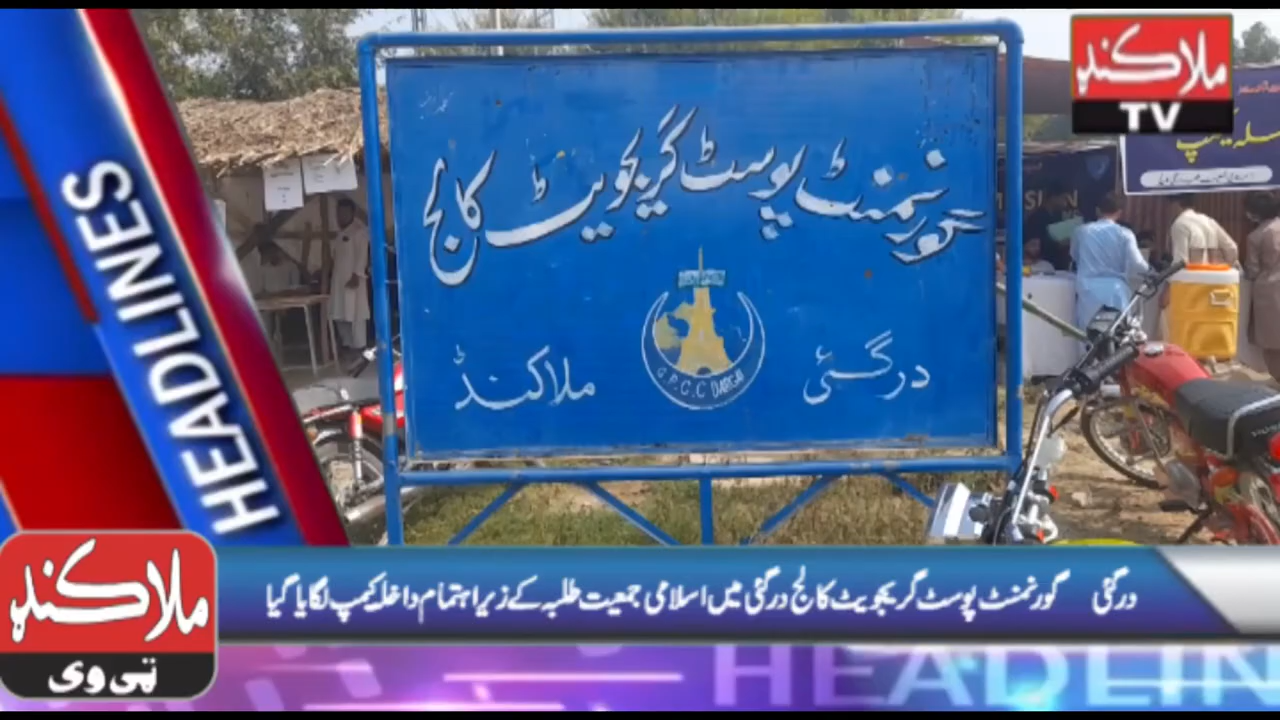 ملاکنڈ
TV
HEADLINES
گورنمنٹ پوسٹ گریجویٹ کالج
درگئی
ملاکنڈ
G.P.G.C DARGAI
درگئی گورنمنٹ پوسٹ گریجویٹ کالج درگئی میں اسلامی جمعیت طلبہ کے زیر اہتمام داخلہ کیمپ لگایا گیا
ملاکنڈ
ٹی وی
HEADLIN